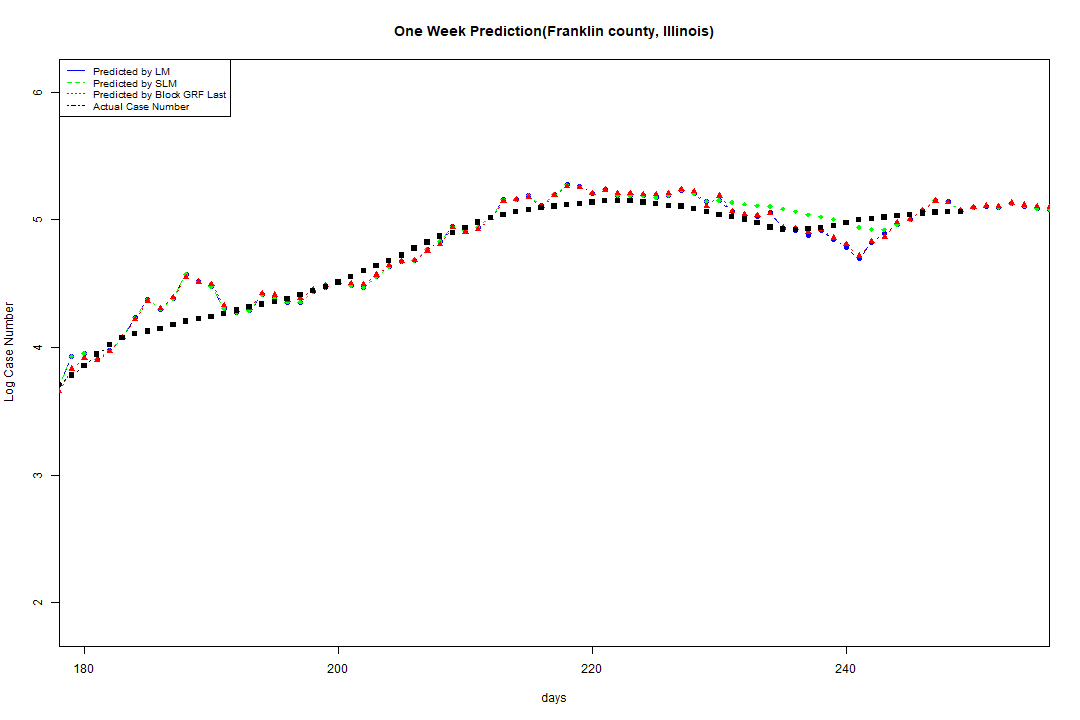 One Week Prediction(Franklin county, Illinois)
Predicted by LM
Predicted by SLM
Predicted by Block GRF Last
Actual Case Number
6
5
4
3
2
Log Case Number
180 200 220 240
days